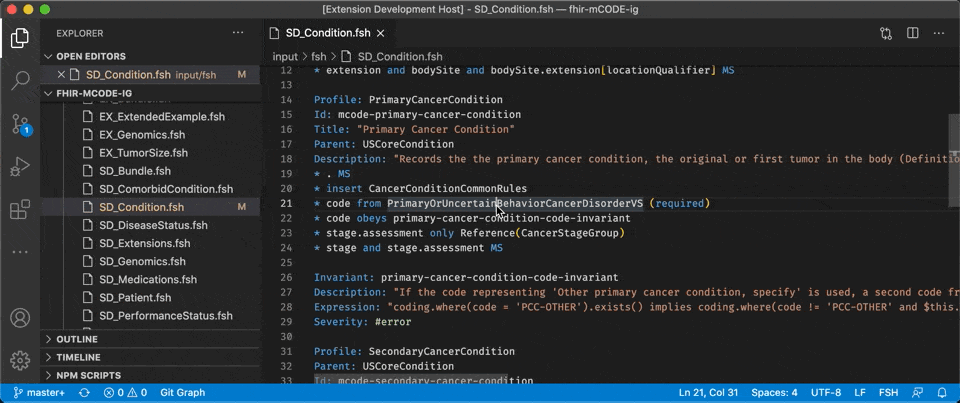 [Extension Development Host] - SD_Condition.fsh — fhir-mCODE-ig
EXPLORER
OPEN EDITORS
SD_Condition.fsh input/fsh M
FHIR-MCODE-IG
EX_ExtendedExample.fsh
EX_Genomics.fsh
EX_TumorSize.fsh
SD_Bundle.fsh
SD_ComorbidCondition.fsh
SD_Condition.fsh M
SD_DiseaseStatus.fsh
SD_Extensions.fsh
SD_Genomics.fsh
SD_Medications.fsh
SD_Patient.fsh
SD_PerformanceStatus.fsh
OUTLINE
TIMELINE
NPM SCRIPTS
1
SD_Condition.fsh
input > fsh > SD_Condition.fsh
12 * extension and bodySite and bodySite.extension[locationQualifier] MS
13
14 Profile: PrimaryCancerCondition
15 Id: mcode-primary-cancer-condition
16 Title: "Primary Cancer Condition"
17 Parent: USCoreCondition
18 Description: "Records the the primary cancer condition, the original or first tumor in the body (Definitio
19 * . MS
20 * insert CancerConditionCommonRules
21 * code from PrimaryOrUncertainBehaviorCancerDisorderVS (required)
22 * code obeys primary-cancer-condition-code-invariant
23 * stage.assessment only Reference(CancerStageGroup)
24 * stage and stage.assessment MS
25
26 Invariant: primary-cancer-condition-code-invariant
27 Description: "If the code representing 'Other primary cancer condition, specify' is used, a second code fr
28 Expression: "coding.where(code = 'PCC-OTHER').exists() implies coding.where(code != 'PCC-OTHER' and $this.
29 Severity: #error
30
31 Profile: SecondaryCancerCondition
32 Parent: USCoreCondition
33 Id: mcode-secondary-cancer-condition
master+ 0 0 Git Graph Ln 21, Col 31 Spaces: 4 UTF-8 LF FSH